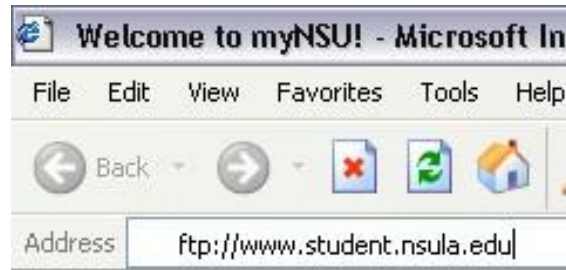 Welcome to myNSU! - Microsoft In
File Edit View Favorites Tools Help
Back
Address ftp://www.student.nsula.edu